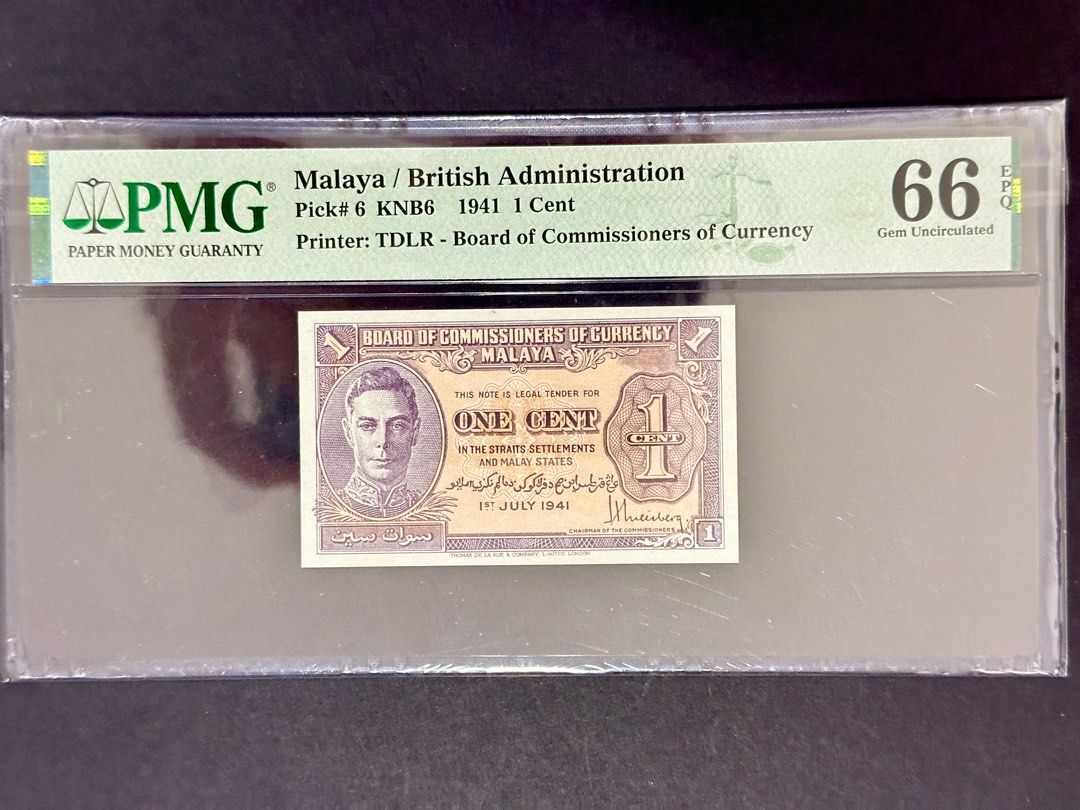 PMG®
PAPER MONEY GUARANTY
Malaya / British Administration
Pick# 6 KNB6 1941 1 Cent
Printer: TDLR - Board of Commissioners of Currency
66 EPQ
Gem Uncirculated
1 BOARD OF COMMISSIONERS OF CURRENCY 1
MALAYA
THIS NOTE IS LEGAL TENDER FOR
ONE CENT
1
CENT
IN THE STRAITS SETTLEMENTS
AND MALAY STATES
1ST JULY 1941
CHAIRMAN OF THE COMMISSIONERS
سوات سين
1
THOMAS DE LA RUE & COMPANY, LIMITED, LONDON